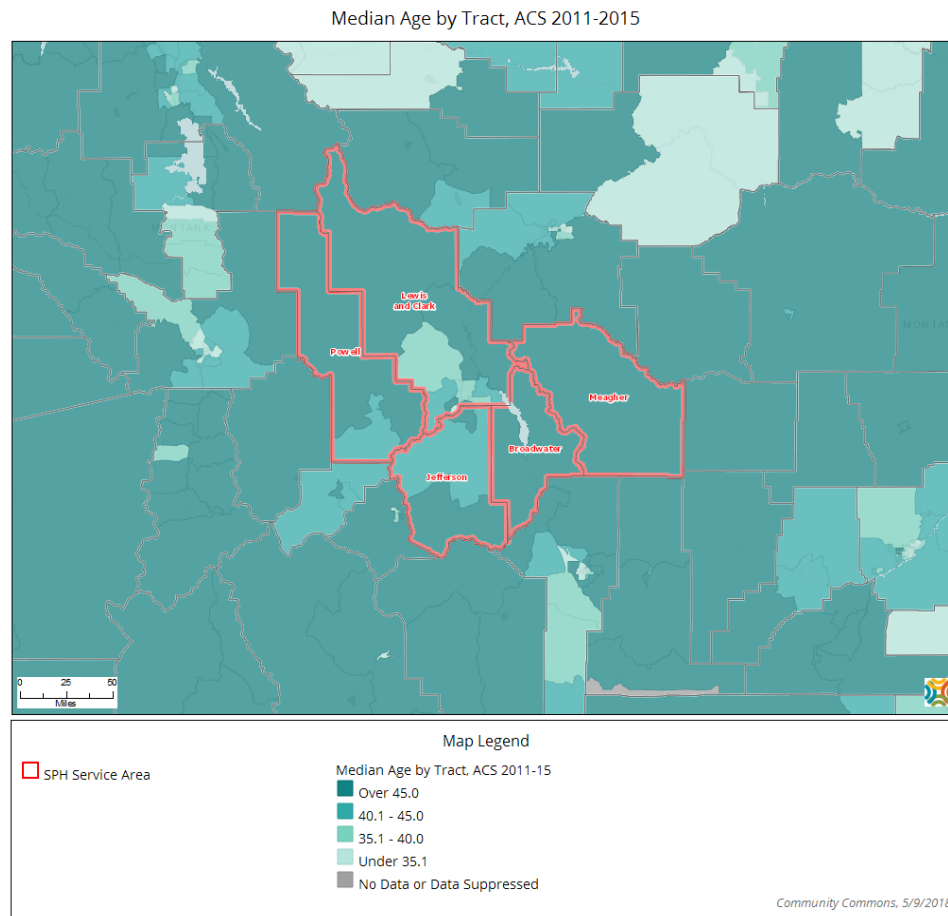 Median Age by Tract, ACS 2011-2015
MONTANA
Lewis
and Clark
Powell
Meagher
Broadwater
Jefferson
0 25 50
Miles
Map Legend
SPH Service Area
Median Age by Tract, ACS 2011-15
Over 45.0
40.1 - 45.0
35.1 - 40.0
Under 35.1
No Data or Data Suppressed
Community Commons, 5/9/2018